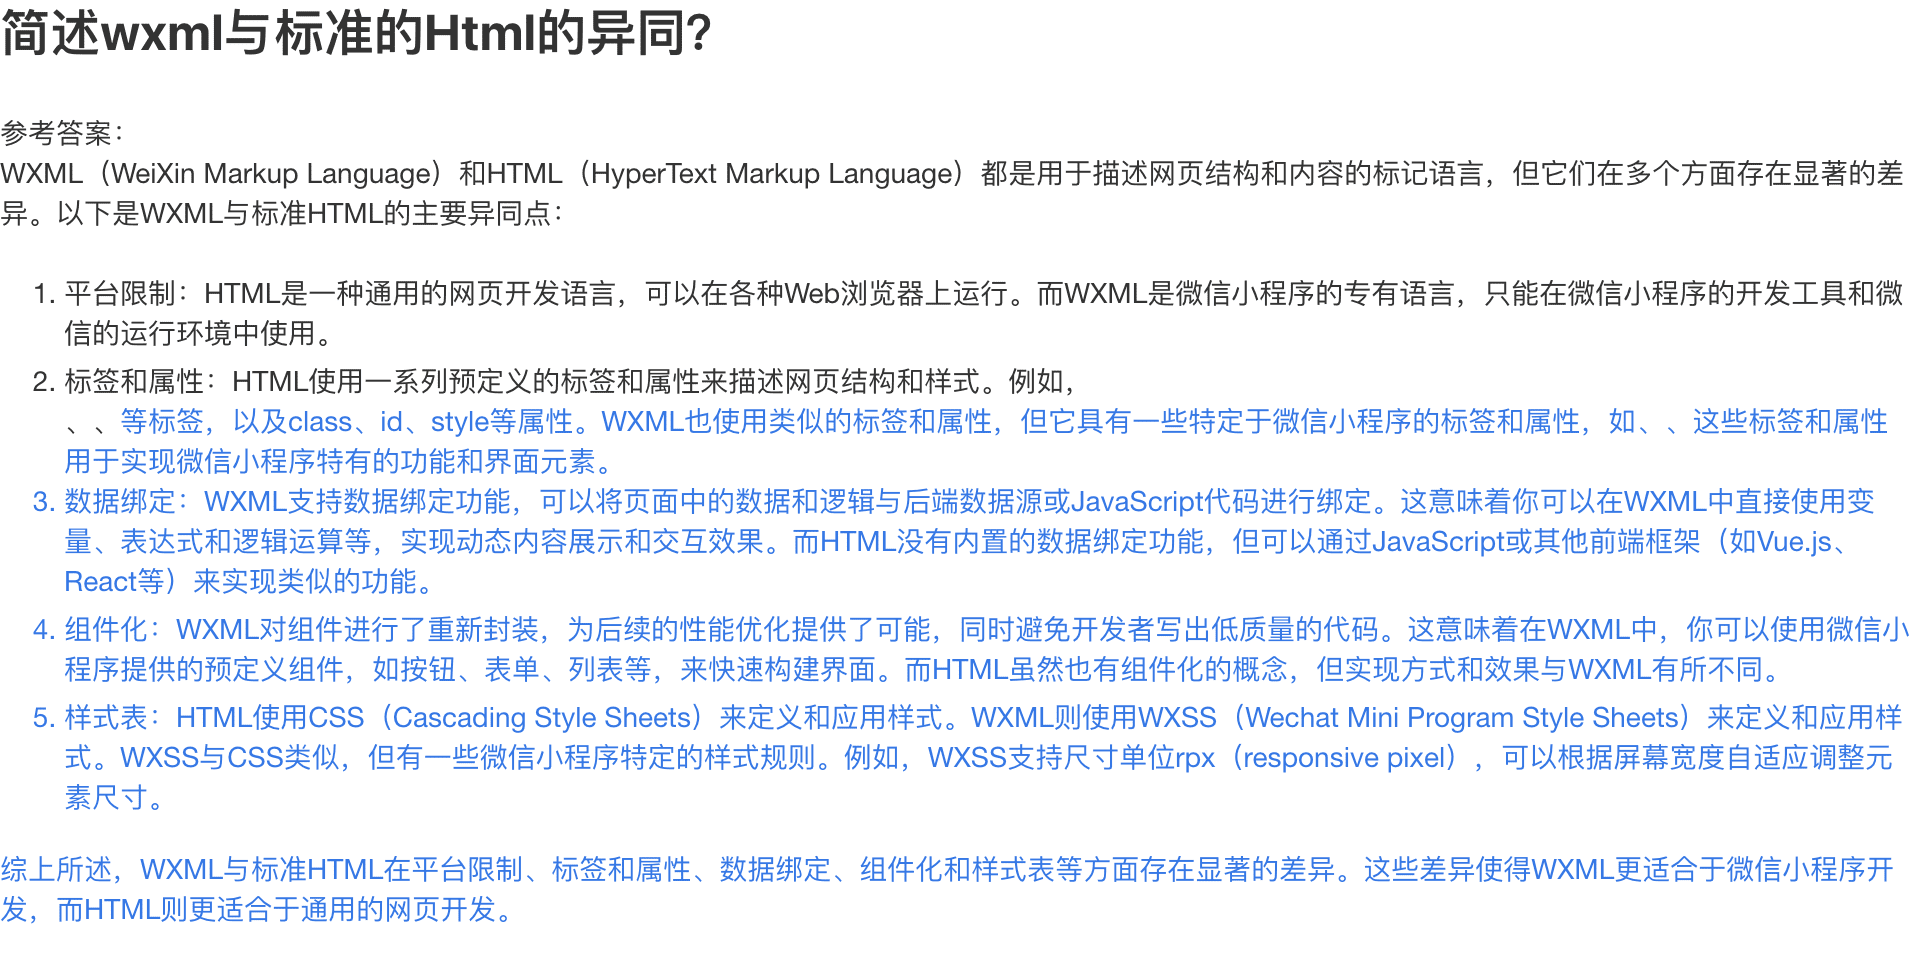 简述wxml与标准的Html的异同？
参考答案：
WXML（WeiXin Markup Language）和HTML（HyperText Markup Language）都是用于描述网页结构和内容的标记语言，但它们在多个方面存在显著的差
异。以下是WXML与标准HTML的主要异同点：
1. 平台限制：HTML是一种通用的网页开发语言，可以在各种Web浏览器上运行。而WXML是微信小程序的专有语言，只能在微信小程序的开发工具和微
信的运行环境中使用。
2. 标签和属性：HTML使用一系列预定义的标签和属性来描述网页结构和样式。例如，
、、等标签，以及class、id、style等属性。WXML也使用类似的标签和属性，但它具有一些特定于微信小程序的标签和属性，如、、这些标签和属性
用于实现微信小程序特有的功能和界面元素。
3. 数据绑定：WXML支持数据绑定功能，可以将页面中的数据和逻辑与后端数据源或JavaScript代码进行绑定。这意味着你可以在WXML中直接使用变
量、表达式和逻辑运算等，实现动态内容展示和交互效果。而HTML没有内置的数据绑定功能，但可以通过JavaScript或其他前端框架（如Vue.js、
React等）来实现类似的功能。
4. 组件化：WXML对组件进行了重新封装，为后续的性能优化提供了可能，同时避免开发者写出低质量的代码。这意味着在WXML中，你可以使用微信小
程序提供的预定义组件，如按钮、表单、列表等，来快速构建界面。而HTML虽然也有组件化的概念，但实现方式和效果与WXML有所不同。
5. 样式表：HTML使用CSS（Cascading Style Sheets）来定义和应用样式。WXML则使用WXSS（Wechat Mini Program Style Sheets）来定义和应用样
式。WXSS与CSS类似，但有一些微信小程序特定的样式规则。例如，WXSS支持尺寸单位rpx（responsive pixel），可以根据屏幕宽度自适应调整元
素尺寸。
综上所述，WXML与标准HTML在平台限制、标签和属性、数据绑定、组件化和样式表等方面存在显著的差异。这些差异使得WXML更适合于微信小程序开
发，而HTML则更适合于通用的网页开发。